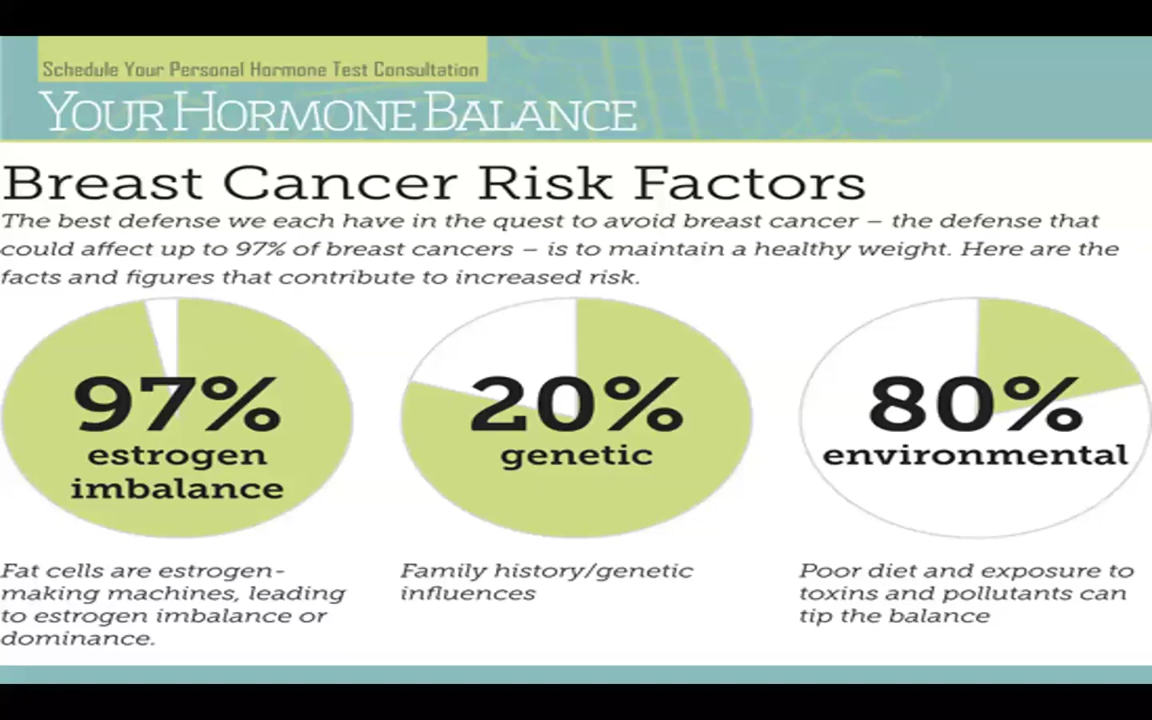 Schedule Your Personal Hormone Test Consultation
YOUR HORMONE BALANCE
Breast Cancer Risk Factors
The best defense we each have in the quest to avoid breast cancer – the defense that
could affect up to 97% of breast cancers – is to maintain a healthy weight. Here are the
facts and figures that contribute to increased risk.
97%
estrogen
imbalance
20%
genetic
80%
environmental
Fat cells are estrogen-
making machines, leading
to estrogen imbalance or
dominance.
Family history/genetic
influences
Poor diet and exposure to
toxins and pollutants can
tip the balance